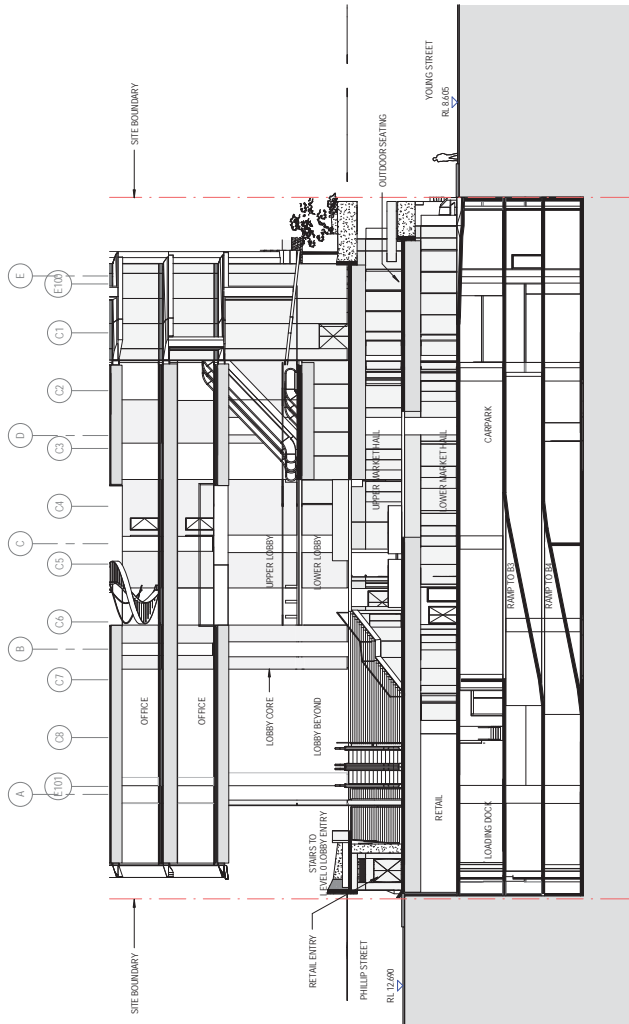 SITE BOUNDARY
YOUNG STREET
RL 8.605
OUTDOOR SEATING
E
E103
C1
C2
D
C3
C4
C
C5
C6
B
C7
C8
E101
A
UPPER MARKET HALL
LOWER MARKET HALL
CARPARK
UPPER LOBBY
LOWER LOBBY
RAMP TO B3
RAMP TO B4
OFFICE
OFFICE
LOBBY CORE
LOBBY BEYOND
RETAIL
LOADING DOCK
STAIRS TO
LEVEL 0 LOBBY ENTRY
RETAIL ENTRY
PHILLIP STREET
RL 12.690
SITE BOUNDARY